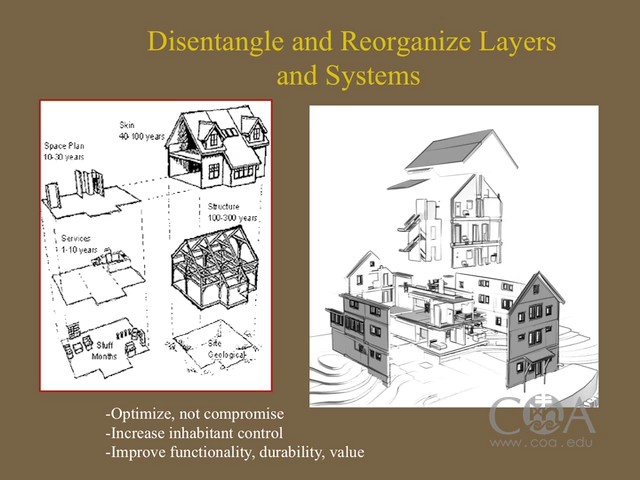 Disentangle and Reorganize Layers
and Systems
Skin
40-100 years
Space Plan
10-30 years
Structure
100-300 years
Services
1-10 years
Stuff
Months
Site
Geological
-Optimize, not compromise
-Increase inhabitant control
-Improve functionality, durability, value
COA
www.coa.edu